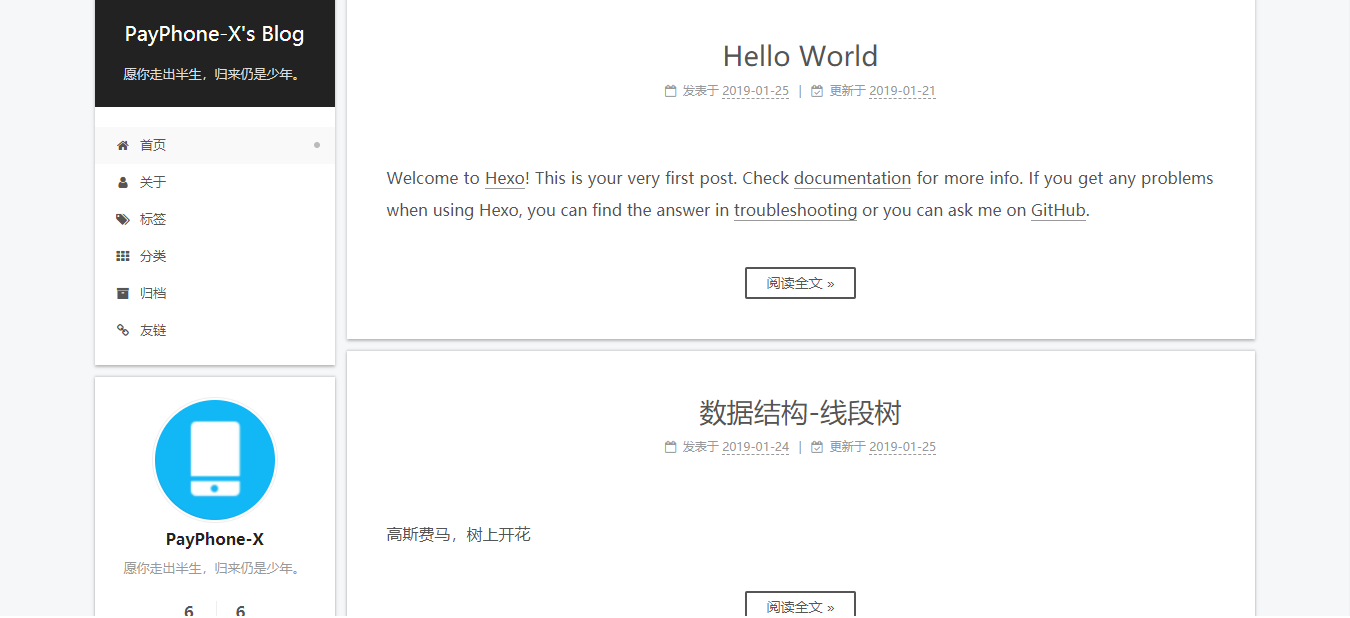 PayPhone-X's Blog
愿你走出半生，归来仍是少年。
首页
关于
标签
分类
归档
友链
PayPhone-X
愿你走出半生，归来仍是少年。
6 6
Hello World
发表于 2019-01-25 | 更新于 2019-01-21
Welcome to Hexo! This is your very first post. Check documentation for more info. If you get any problems
when using Hexo, you can find the answer in troubleshooting or you can ask me on GitHub.
阅读全文 »
数据结构-线段树
发表于 2019-01-24 | 更新于 2019-01-25
高斯费马，树上开花
阅读全文 »